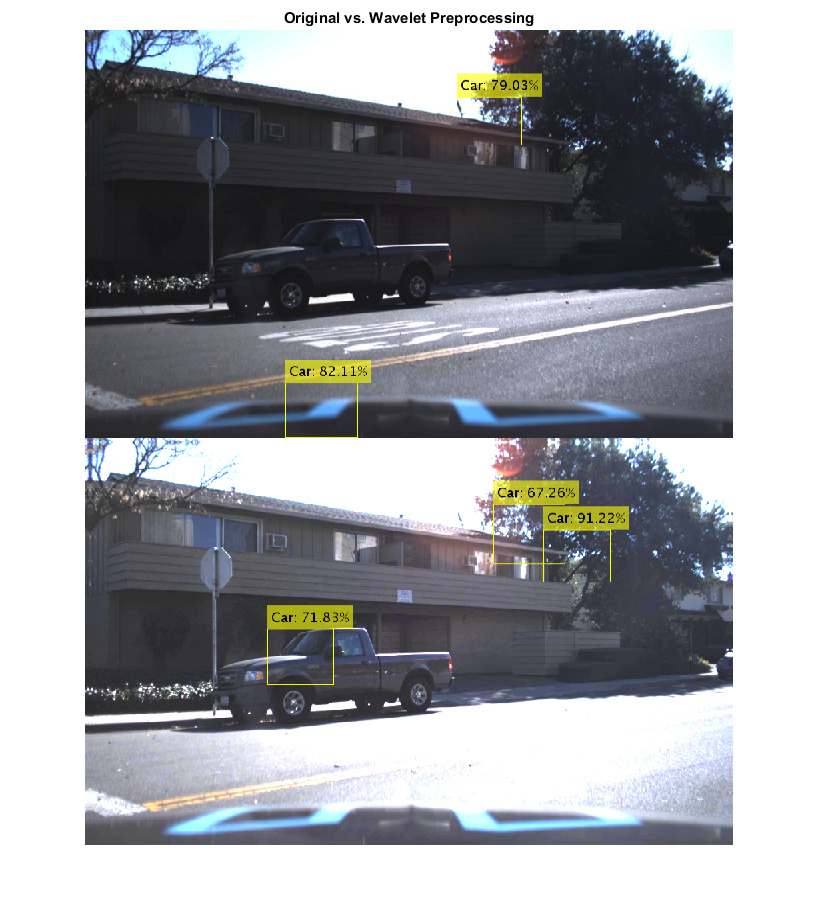 Original vs. Wavelet Preprocessing
Car: 79.03%
Car: 82.11%
Car: 67.26%
Car: 91.22%
Car: 71.83%